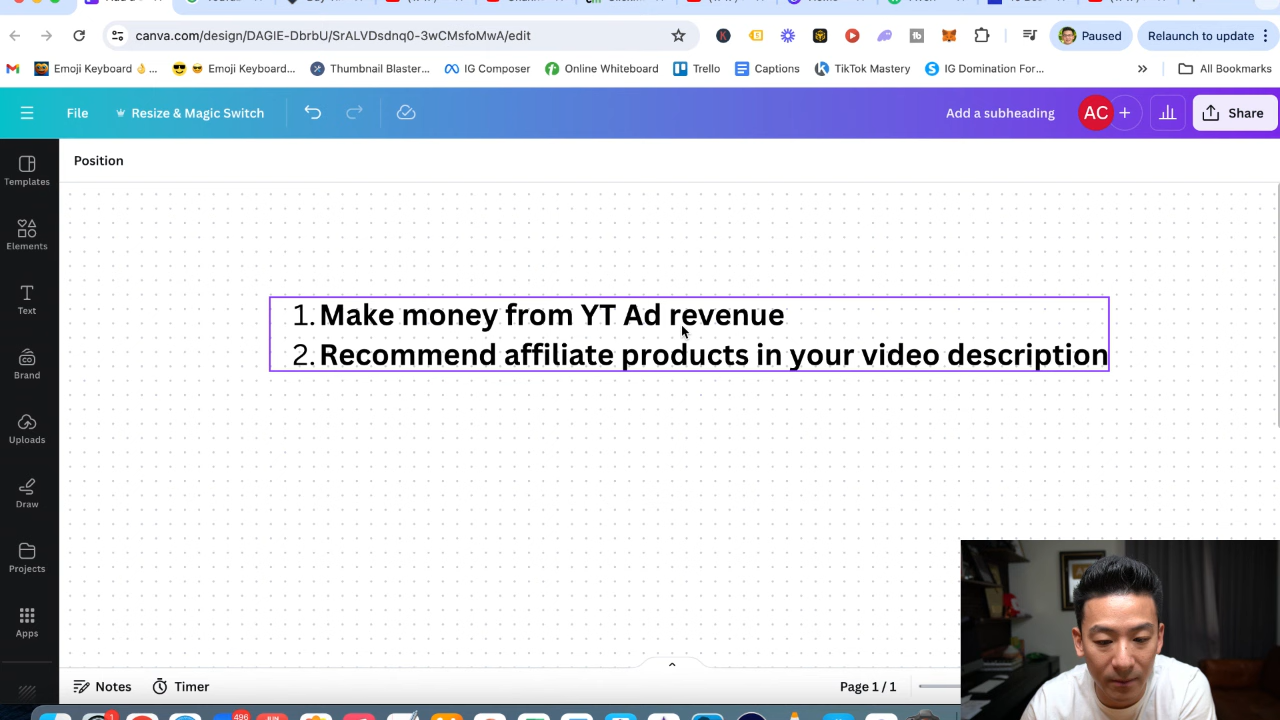 canva.com/design/DAGIE-DbrbU/SrALVDsdnq0-3wCMsfoMwA/edit
Paused
Relaunch to update
Emoji Keyboard 👌 ...
😎 Emoji Keyboard...
Thumbnail Blaster...
IG Composer
Online Whiteboard
Trello
Captions
TikTok Mastery
IG Domination For...
All Bookmarks
File
Resize & Magic Switch
Add a subheading
AC
Share
Position
Templates
Elements
Text
Brand
Uploads
Draw
Projects
Apps
1. Make money from YT Ad revenue
2. Recommend affiliate products in your video description
Notes
Timer
Page 1 / 1
496